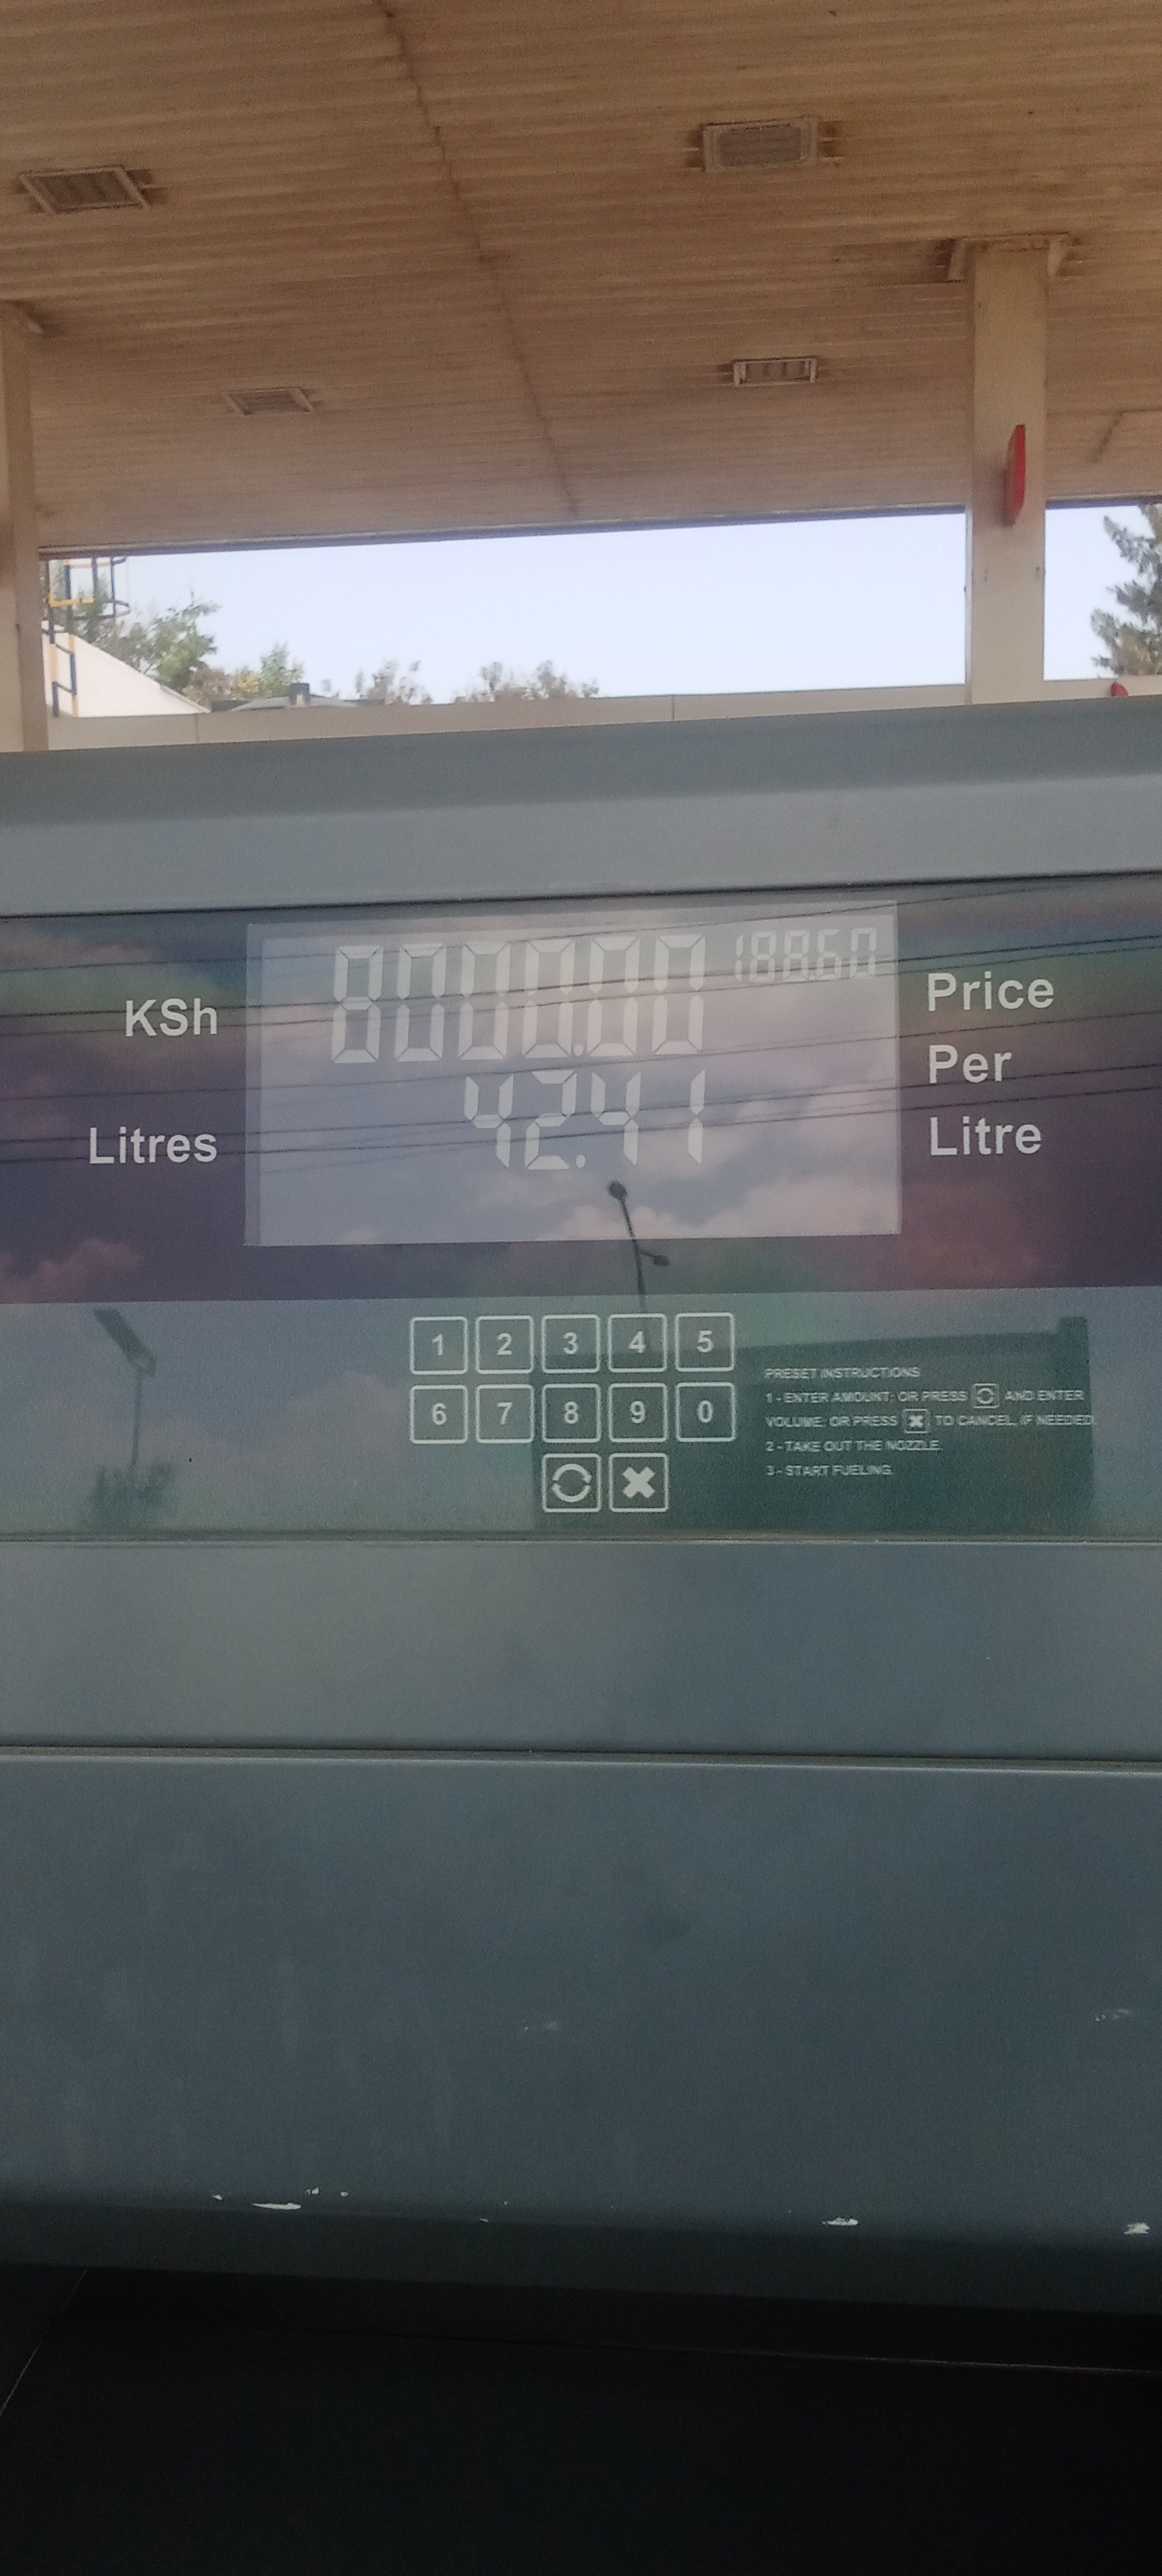 KSh 8000.00 188.60 Price
Per
Litres 42.41 Litre
1 2 3 4 5
6 7 8 9 0
PRESET INSTRUCTIONS
1 - ENTER AMOUNT; OR PRESS AND ENTER
VOLUME; OR PRESS TO CANCEL, IF NEEDED.
2 - TAKE OUT THE NOZZLE.
3 - START FUELING.